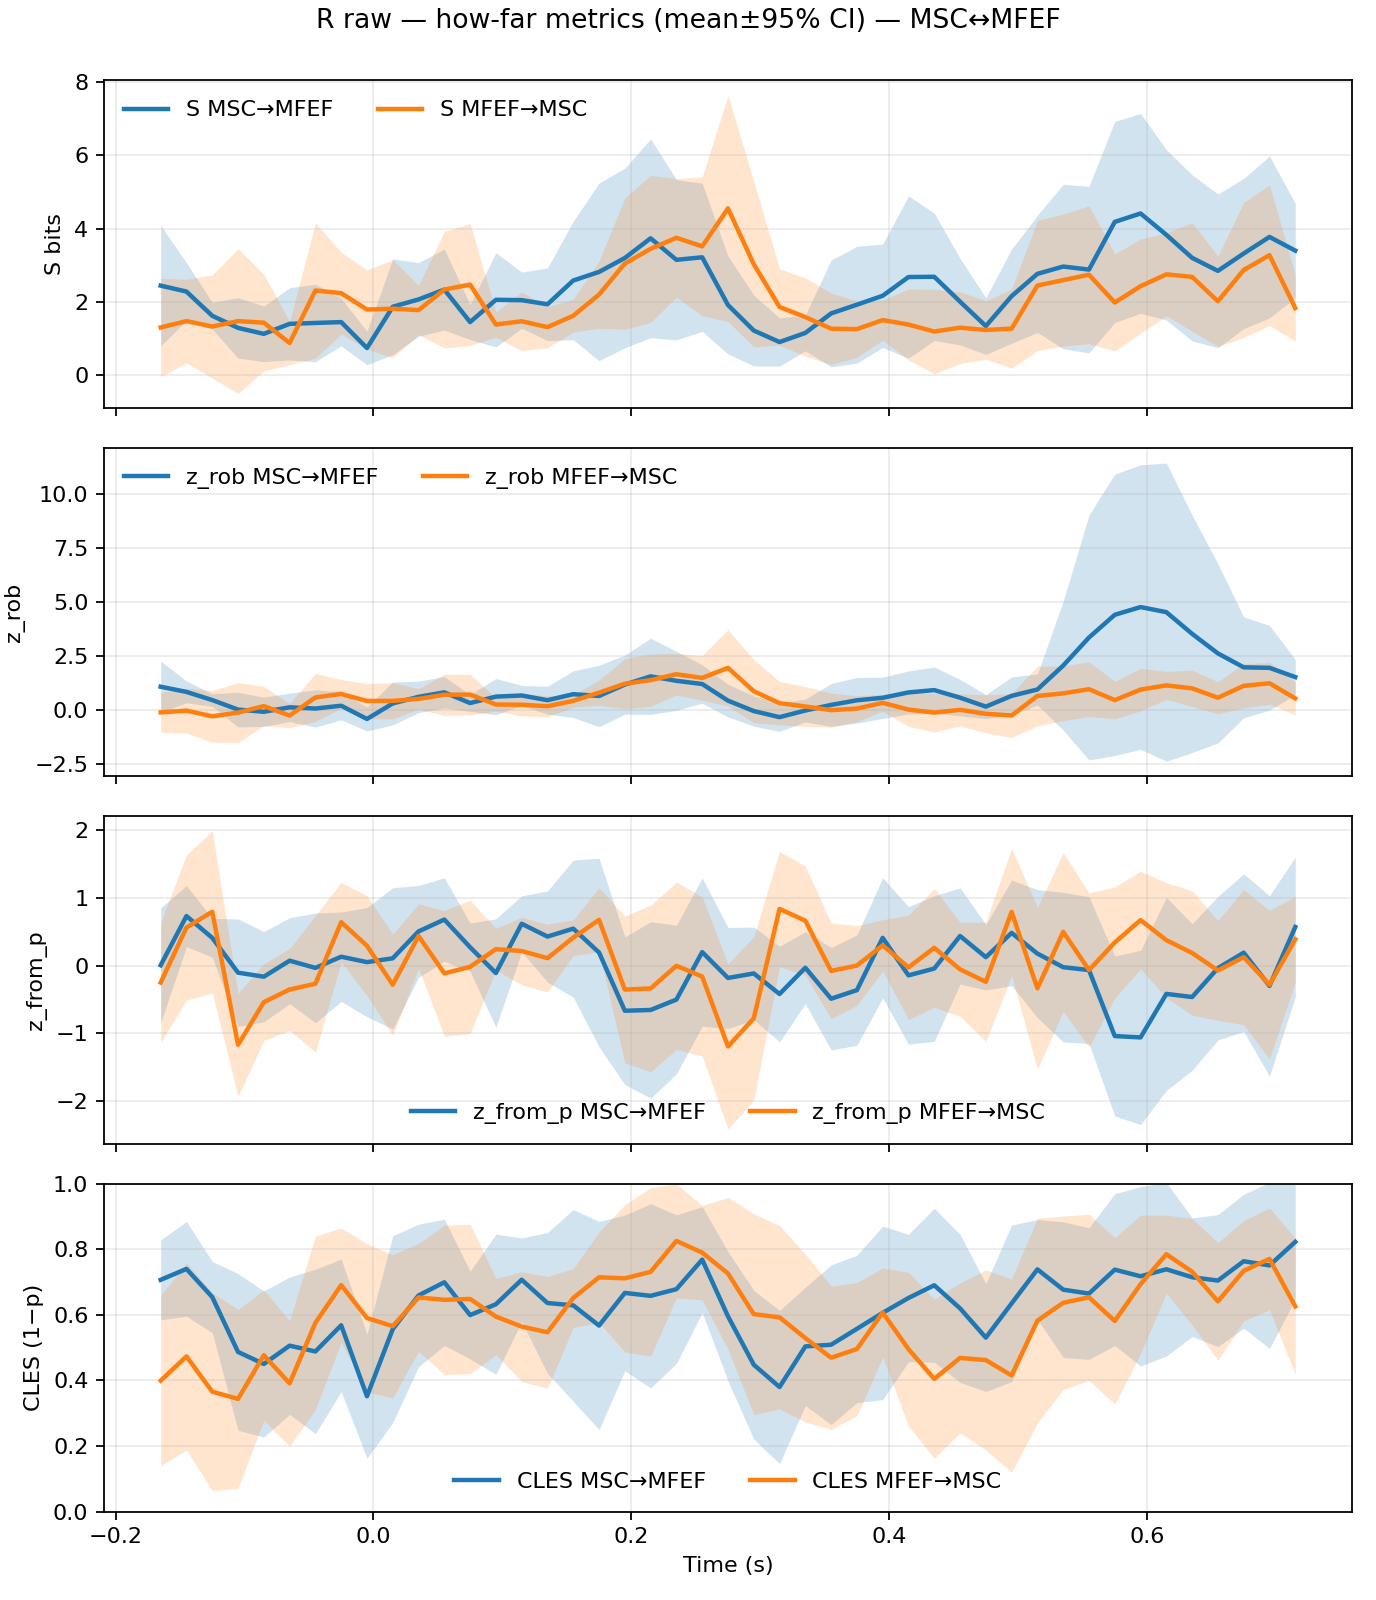 R raw — how-far metrics (mean±95% CI) — MSC↔MFEF
8
6
4
2
0
S bits
S MSC→MFEF
S MFEF→MSC
10.0
7.5
5.0
2.5
0.0
−2.5
z_rob
z_rob MSC→MFEF
z_rob MFEF→MSC
2
1
0
−1
−2
z_from_p
z_from_p MSC→MFEF
z_from_p MFEF→MSC
1.0
0.8
0.6
0.4
0.2
0.0
CLES (1−p)
CLES MSC→MFEF
CLES MFEF→MSC
−0.2
0.0
0.2
0.4
0.6
Time (s)